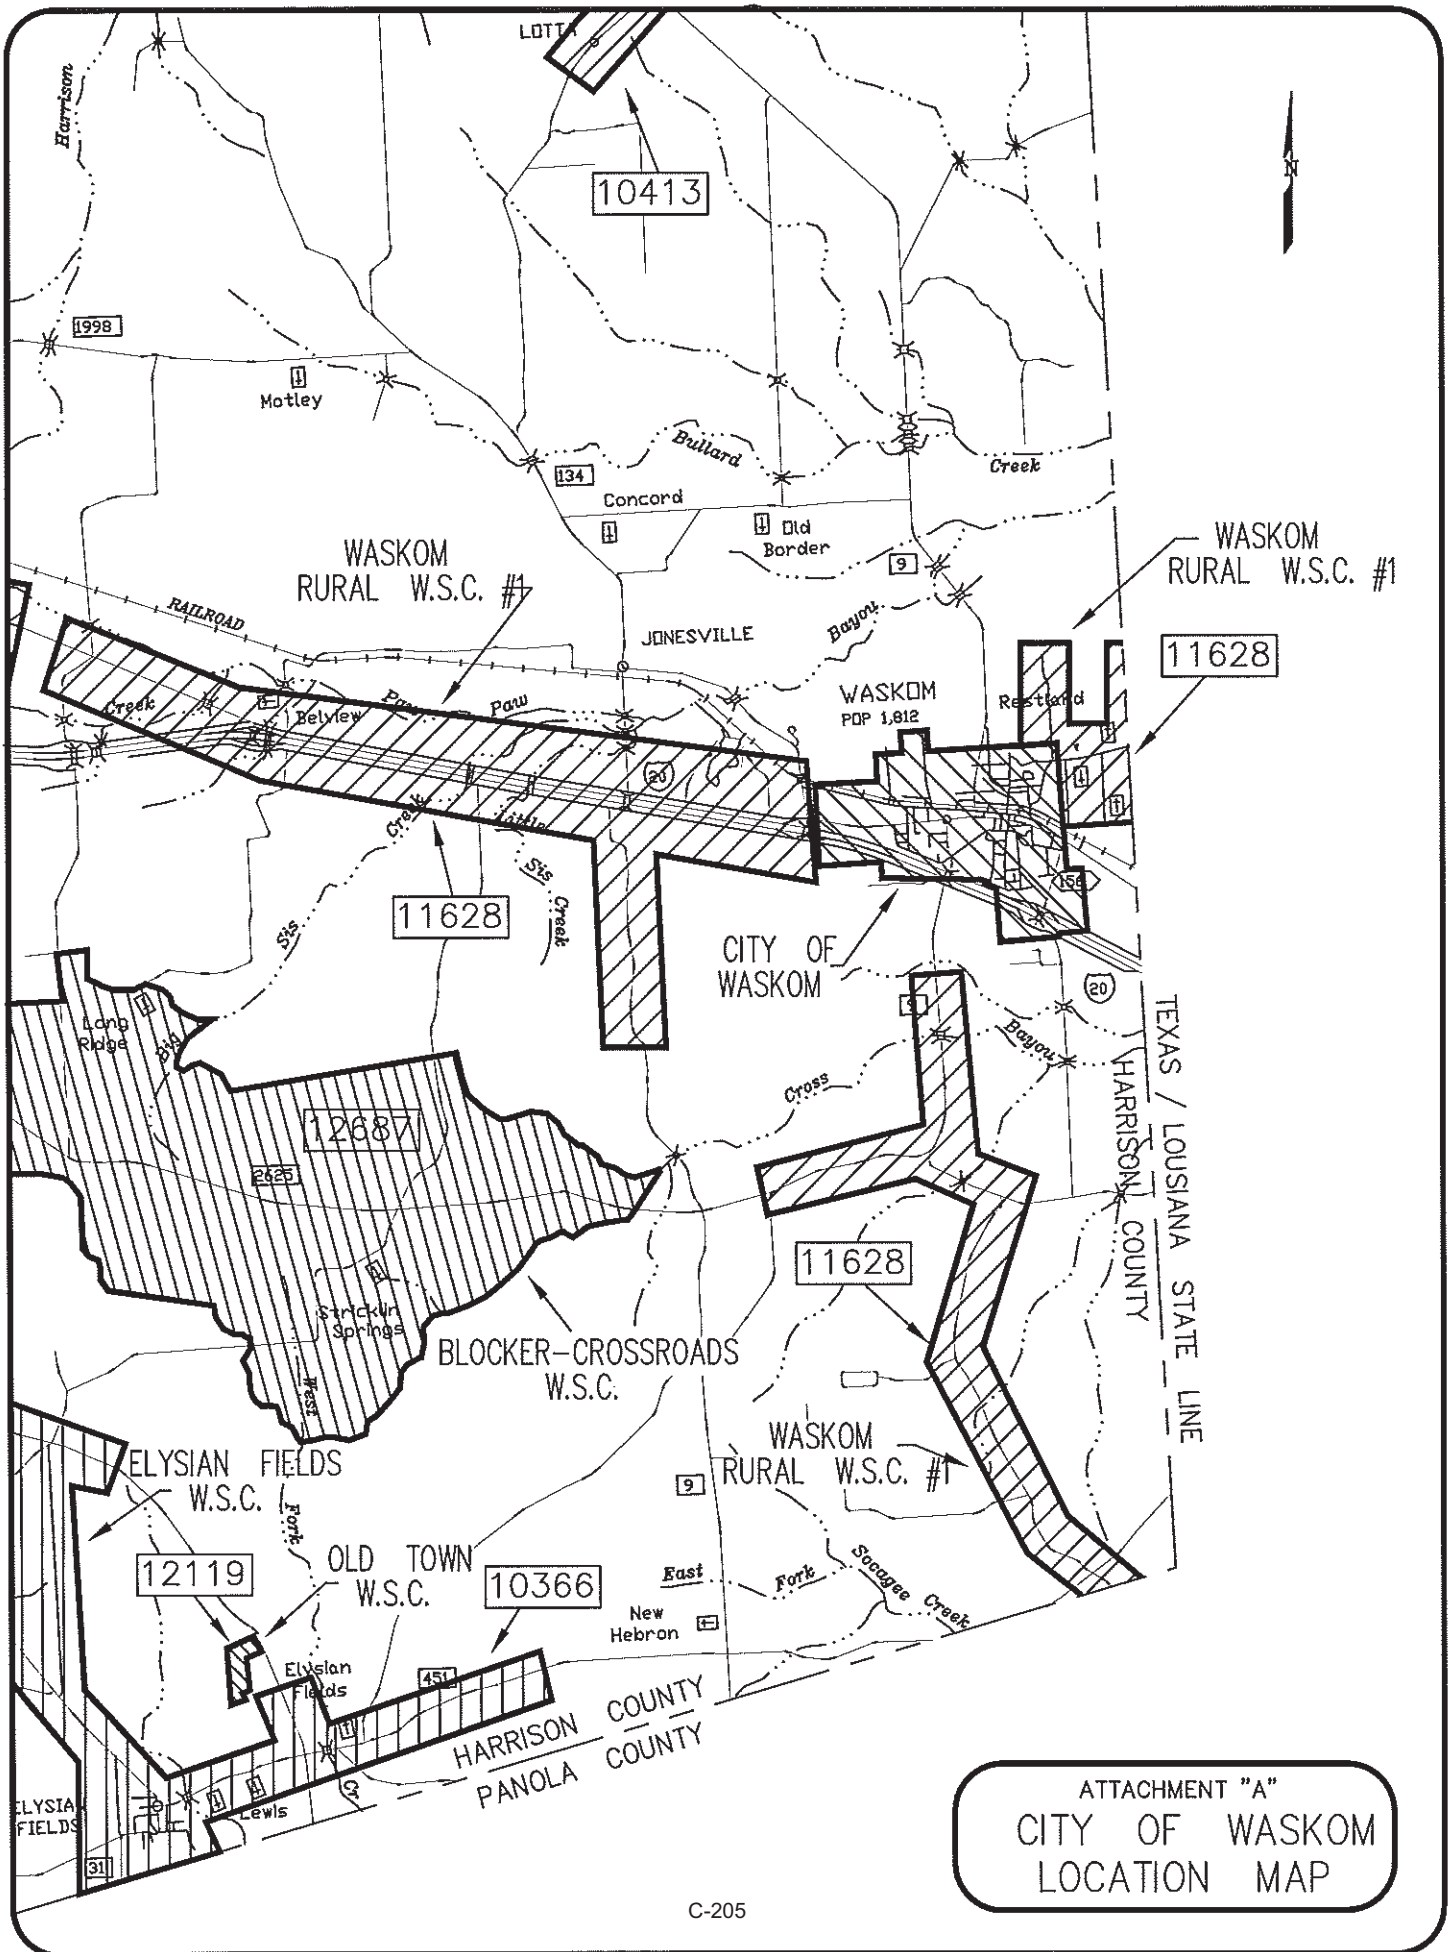 LOTTA
Harrison
10413
N
1998
Motley
Bullard
Creek
134
Concord
Old
Border
9
WASKOM
RURAL W.S.C. #1
WASKOM
RURAL W.S.C. #1
RAILROAD
Bayou
JONESVILLE
11628
WASKOM
POP 1,812
Restland
Creek
Belview
Paw
Paw
20
Creek
Little
Sis
Creek
Sis
11628
CITY OF
WASKOM
156
20
9
Long
Ridge
Big
Bayou
Cross
TEXAS / LOUSIANA STATE LINE
HARRISON COUNTY
12687
2625
11628
Stricklin
Springs
BLOCKER-CROSSROADS
W.S.C.
West
WASKOM
RURAL W.S.C. #1
ELYSIAN FIELDS
W.S.C.
9
Fork
12119
OLD TOWN
W.S.C.
10366
East
Fork
Socagee
Creek
New
Hebron
Elysian
Fields
451
HARRISON COUNTY
PANOLA COUNTY
Cr
Lewis
ELYSIA
FIELDS
31
ATTACHMENT "A"
CITY OF WASKOM
LOCATION MAP
C-205